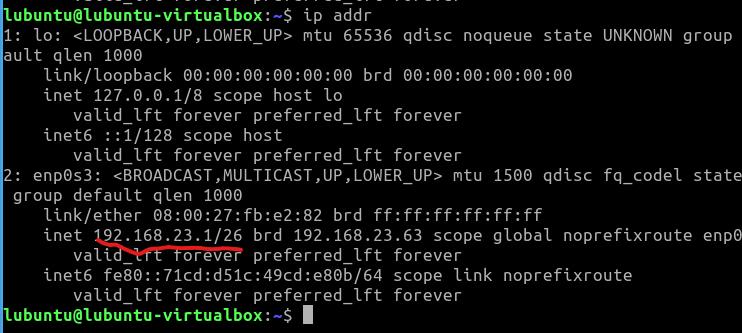 lubuntu@lubuntu-virtualbox:~$ ip addr
1: lo: <LOOPBACK,UP,LOWER_UP> mtu 65536 qdisc noqueue state UNKNOWN group
ault qlen 1000
    link/loopback 00:00:00:00:00:00 brd 00:00:00:00:00:00
    inet 127.0.0.1/8 scope host lo
       valid_lft forever preferred_lft forever
    inet6 ::1/128 scope host
       valid_lft forever preferred_lft forever
2: enp0s3: <BROADCAST,MULTICAST,UP,LOWER_UP> mtu 1500 qdisc fq_codel state
 group default qlen 1000
    link/ether 08:00:27:fb:e2:82 brd ff:ff:ff:ff:ff:ff
    inet 192.168.23.1/26 brd 192.168.23.63 scope global noprefixroute enp0
       valid_lft forever preferred_lft forever
    inet6 fe80::71cd:d51c:49cd:e80b/64 scope link noprefixroute
       valid_lft forever preferred_lft forever
lubuntu@lubuntu-virtualbox:~$